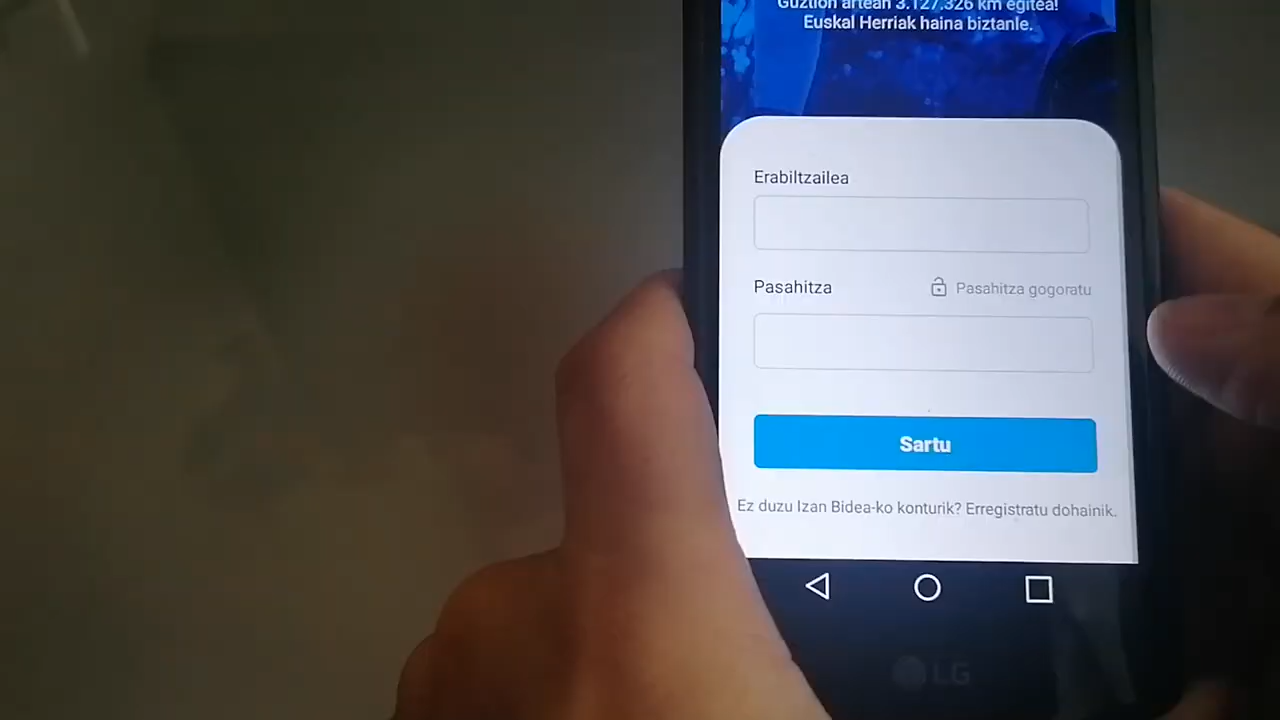 Guztion artean 3.127.326 km egitea!
Euskal Herriak haina biztanle.
Erabiltzailea
Pasahitza
Pasahitza gogoratu
Sartu
Ez duzu Izan Bidea-ko konturik? Erregistratu dohainik.
LG